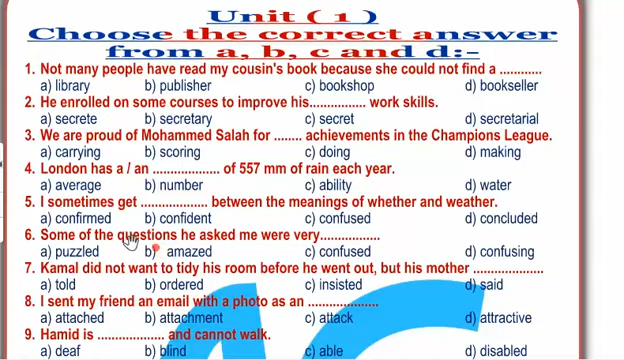 Unit ( 1 )
Choose the correct answer
from a, b, c and d:-
1. Not many people have read my cousin's book because she could not find a ............
a) library b) publisher c) bookshop d) bookseller
2. He enrolled on some courses to improve his................ work skills.
a) secrete b) secretary c) secret d) secretarial
3. We are proud of Mohammed Salah for ........ achievements in the Champions League.
a) carrying b) scoring c) doing d) making
4. London has a / an ................... of 557 mm of rain each year.
a) average b) number c) ability d) water
5. I sometimes get ................... between the meanings of whether and weather.
a) confirmed b) confident c) confused d) concluded
6. Some of the questions he asked me were very.................
a) puzzled b) amazed c) confused d) confusing
7. Kamal did not want to tidy his room before he went out, but his mother ....................
a) told b) ordered c) insisted d) said
8. I sent my friend an email with a photo as an ....................
a) attached b) attachment c) attack d) attractive
9. Hamid is ................... and cannot walk.
a) deaf b) blind c) able d) disabled